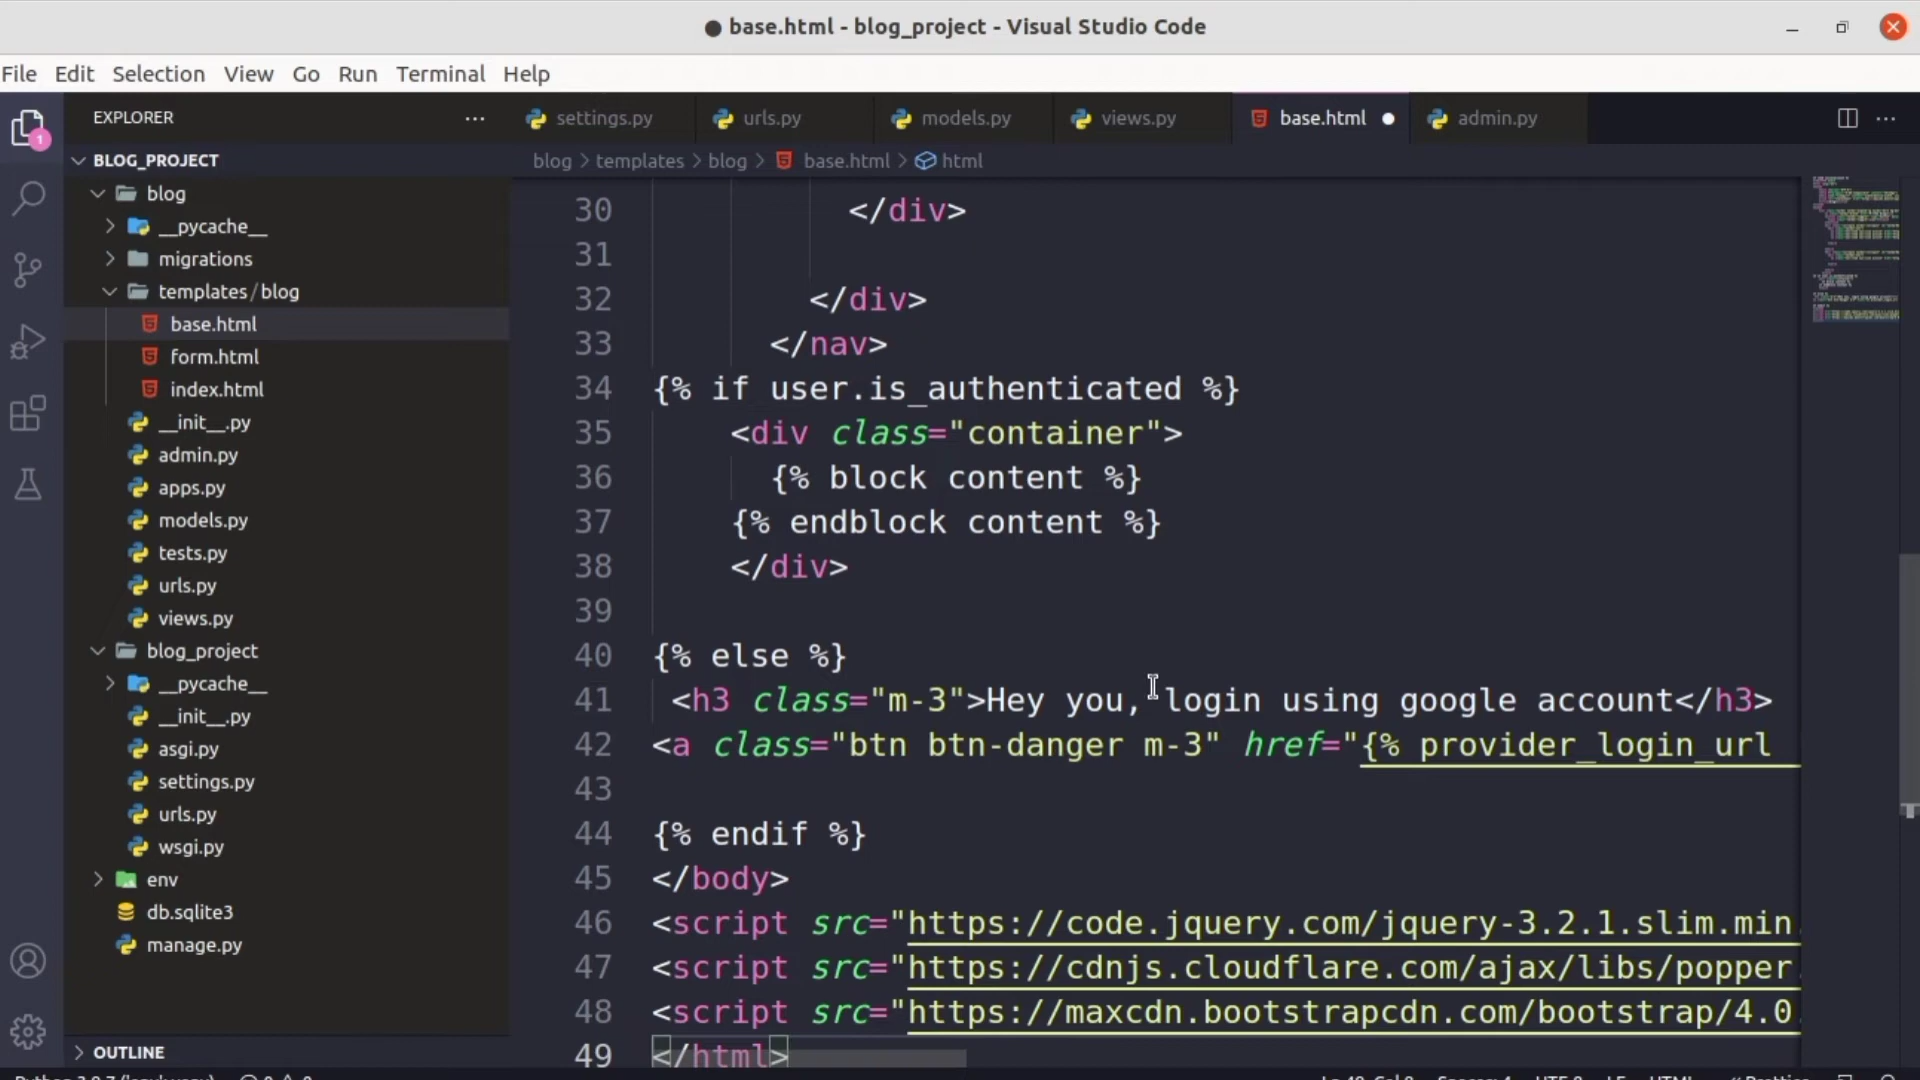 base.html - blog_project - Visual Studio Code
File Edit Selection View Go Run Terminal Help
EXPLORER
settings.py
urls.py
models.py
views.py
base.html
admin.py
1
BLOG_PROJECT
blog > templates > blog > base.html > html
blog
__pycache__
migrations
templates/blog
base.html
form.html
index.html
__init__.py
admin.py
apps.py
models.py
tests.py
urls.py
views.py
blog_project
__pycache__
__init__.py
asgi.py
settings.py
urls.py
wsgi.py
env
db.sqlite3
manage.py
OUTLINE
30 </div>
31
32 </div>
33 </nav>
34 {% if user.is_authenticated %}
35 <div class="container">
36 {% block content %}
37 {% endblock content %}
38 </div>
39
40 {% else %}
41 <h3 class="m-3">Hey you, login using google account</h3>
42 <a class="btn btn-danger m-3" href="{% provider_login_url
43
44 {% endif %}
45 </body>
46 <script src="https://code.jquery.com/jquery-3.2.1.slim.min.
47 <script src="https://cdnjs.cloudflare.com/ajax/libs/popper.
48 <script src="https://maxcdn.bootstrapcdn.com/bootstrap/4.0.
49 </html>